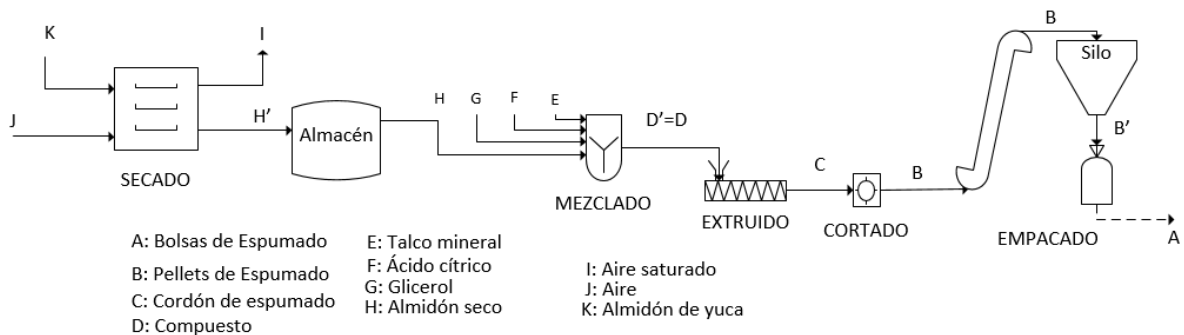 K
I
B
Silo
J
H'
Almacén
H
G
F
E
D'=D
C
B
B'
SECADO
MEZCLADO
EXTRUIDO
CORTADO
EMPACADO
A
A: Bolsas de Espumado
B: Pellets de Espumado
C: Cordón de espumado
D: Compuesto
E: Talco mineral
F: Ácido cítrico
G: Glicerol
H: Almidón seco
I: Aire saturado
J: Aire
K: Almidón de yuca